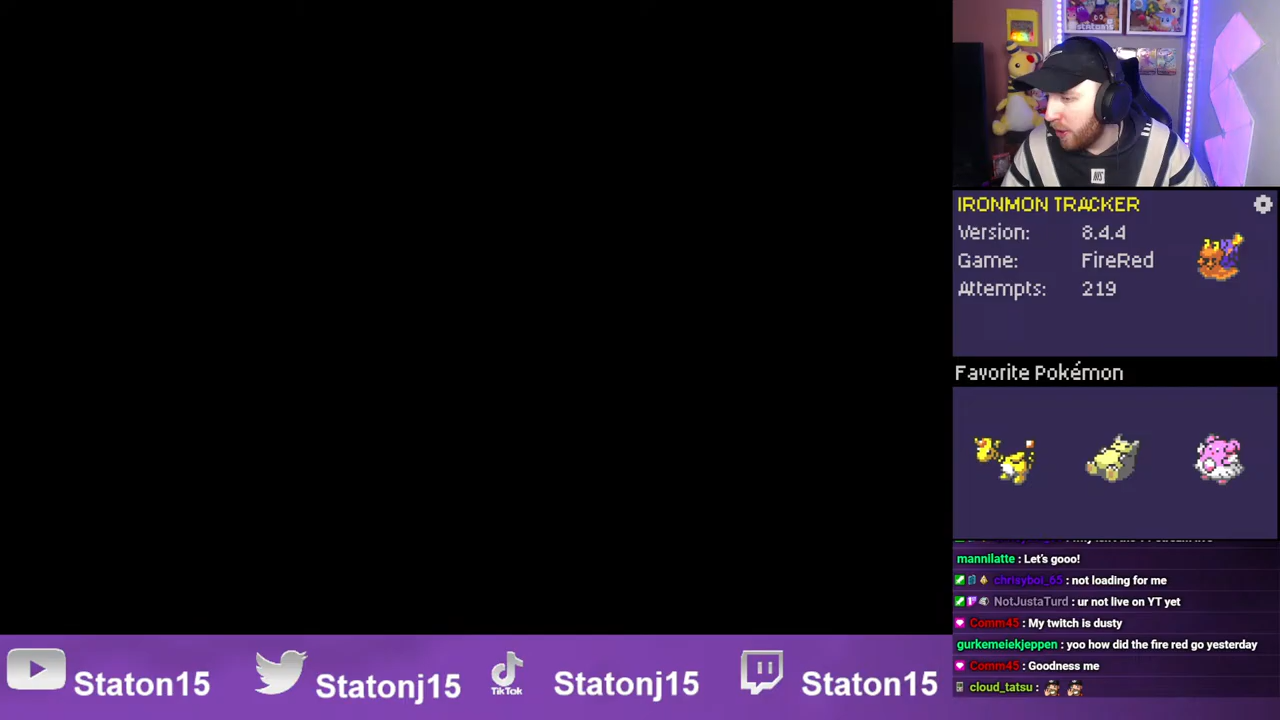 IRONMON TRACKER
Version: 8.4.4
Game: FireRed
Attempts: 219
Favorite Pokémon
mannilatte : Let's gooo!
chrisyboi_65 : not loading for me
NotJustaTurd : ur not live on YT yet
Comm45 : My twitch is dusty
gurkemeiekjeppen : yoo how did the fire red go yesterday
Comm45 : Goodness me
cloud_tatsu :
Staton15
Statonj15
TikTok
Statonj15
Staton15